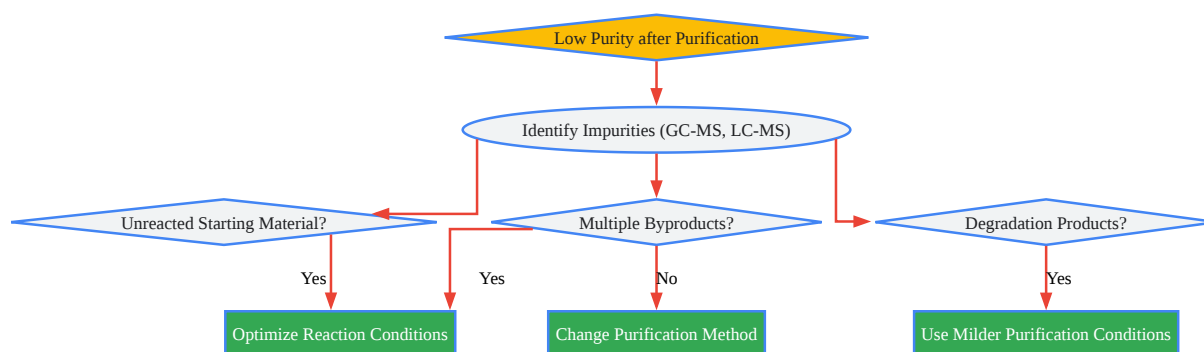 Low Purity after Purification
Identify Impurities (GC-MS, LC-MS)
Unreacted Starting Material?
Multiple Byproducts?
Degradation Products?
Yes
Yes
No
Yes
Optimize Reaction Conditions
Change Purification Method
Use Milder Purification Conditions